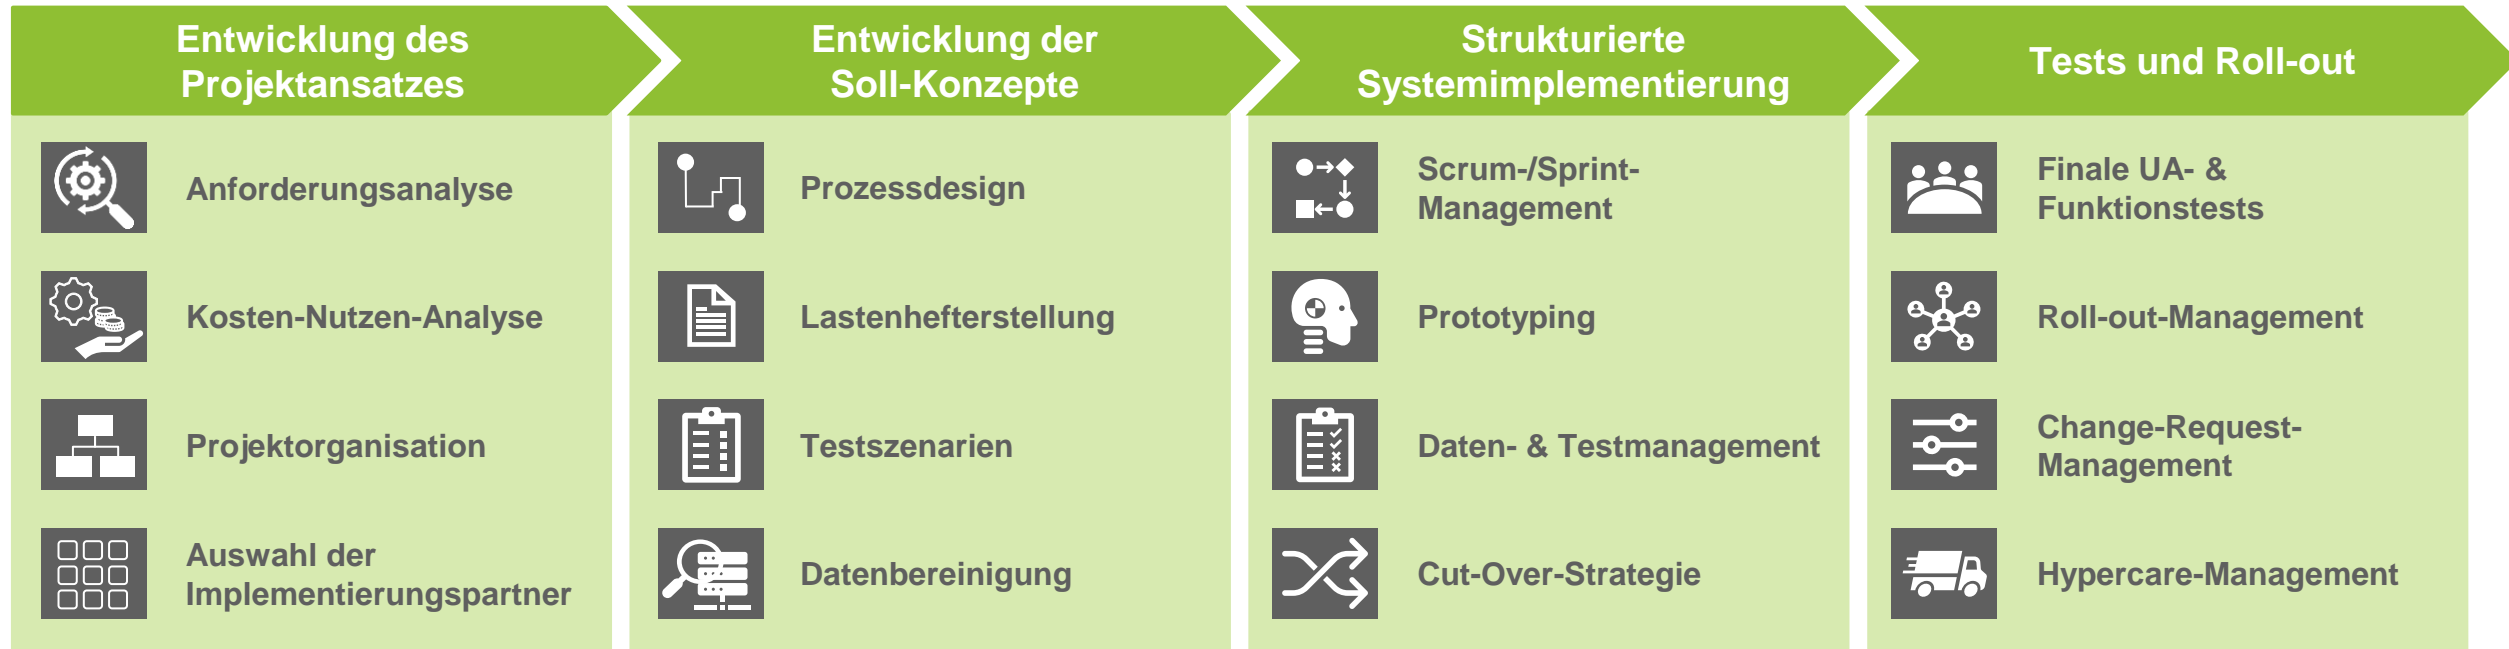 Entwicklung des
Projektansatzes
Anforderungsanalyse
Kosten-Nutzen-Analyse
Projektorganisation
Auswahl der
Implementierungspartner
Entwicklung der
Soll-Konzepte
Prozessdesign
Lastenhefterstellung
Testszenarien
Datenbereinigung
Strukturierte
Systemimplementierung
Scrum-/Sprint-
Management
Prototyping
Daten- & Testmanagement
Cut-Over-Strategie
Tests und Roll-out
Finale UA- &
Funktionstests
Roll-out-Management
Change-Request-
Management
Hypercare-Management